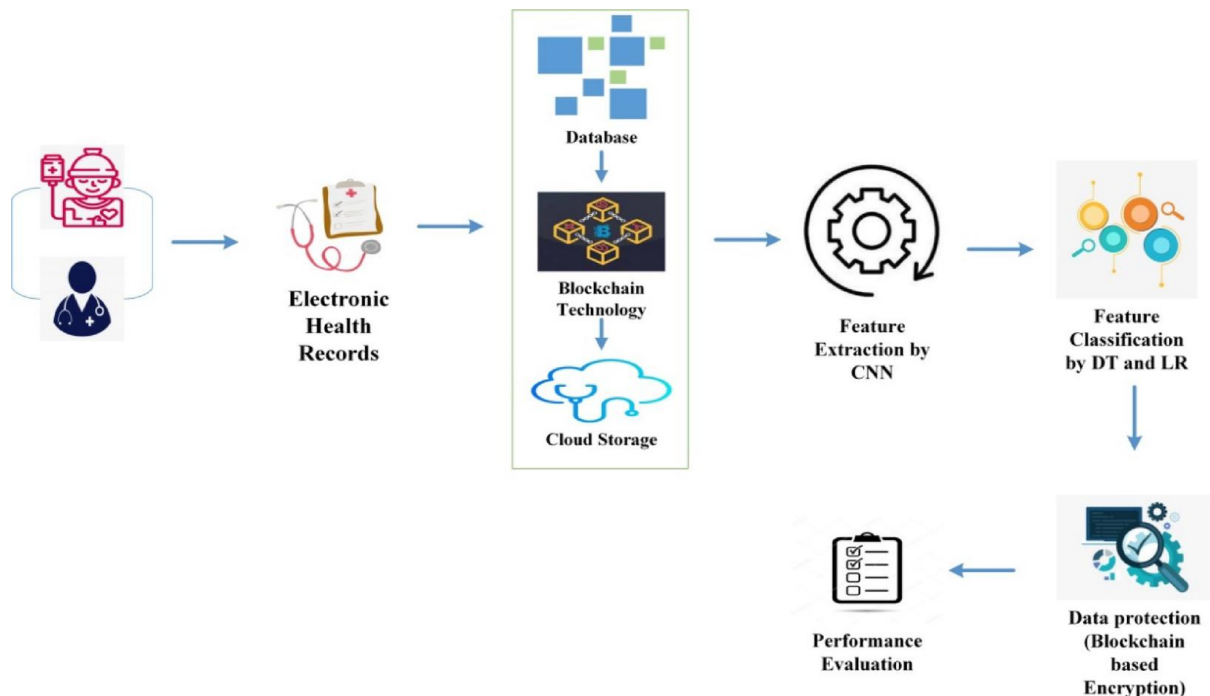 Database
Blockchain
Technology
Cloud Storage
Electronic
Health
Records
Feature
Extraction by
CNN
Feature
Classification
by DT and LR
Performance
Evaluation
Data protection
(Blockchain
based
Encryption)